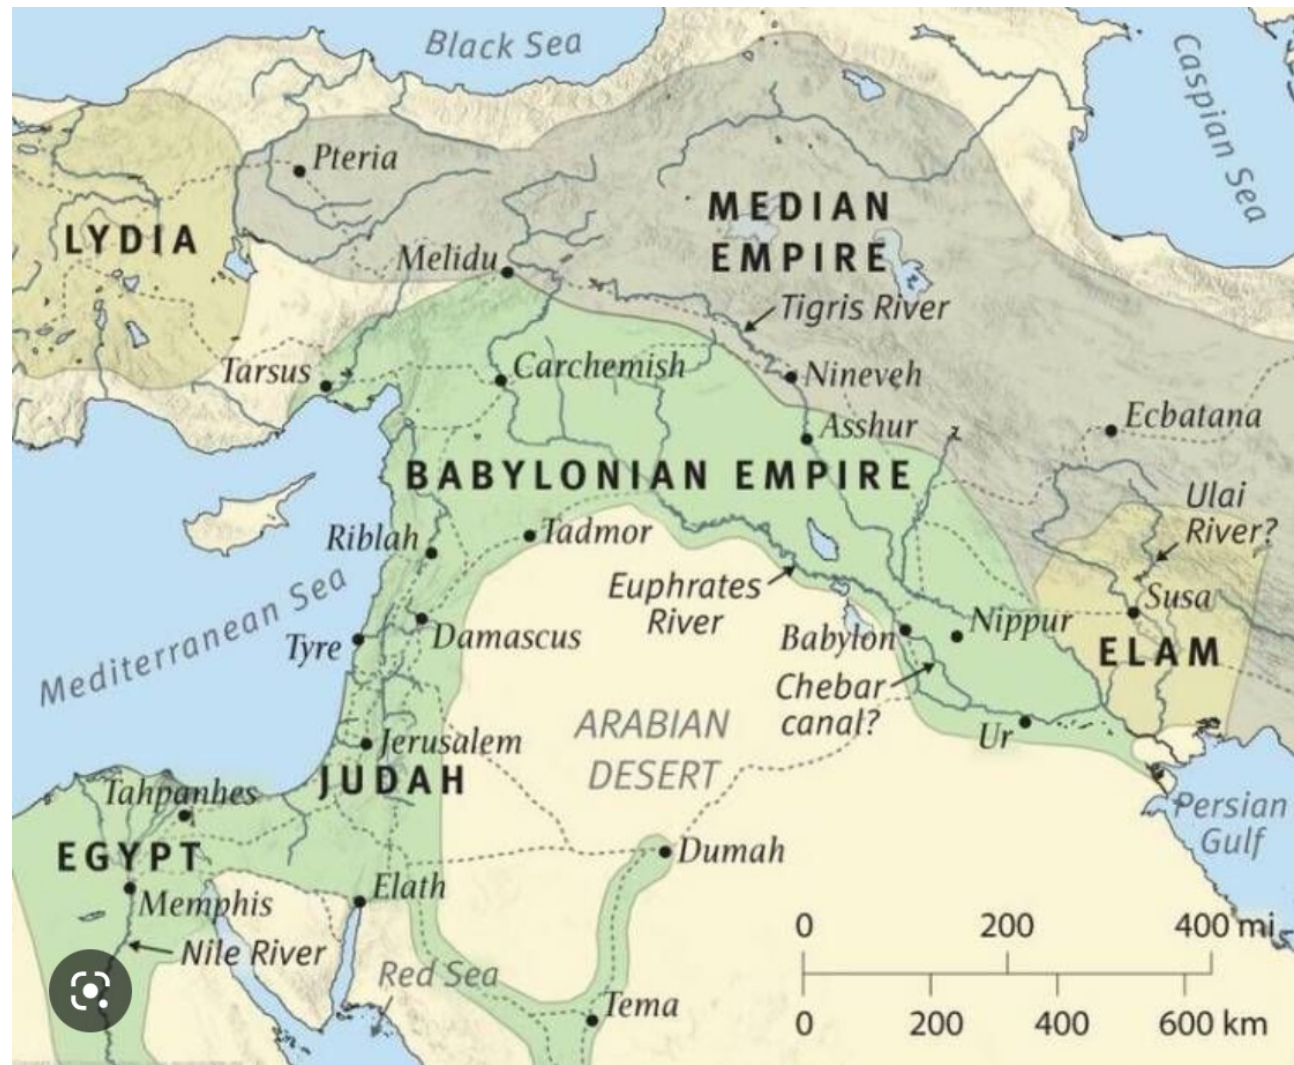 Black Sea
Caspian Sea
Pteria
MEDIAN
EMPIRE
LYDIA
Melidu
Tigris River
Tarsus
Carchemish
Nineveh
Ecbatana
Asshur
BABYLONIAN EMPIRE
Ulai
River?
Riblah
Tadmor
Mediterranean Sea
Euphrates
River
Susa
Nippur
Damascus
Tyre
Babylon
ELAM
Chebar
canal?
ARABIAN
DESERT
Ur
Jerusalem
JUDAH
Tahpanhes
Persian
Gulf
EGYPT
Dumah
Elath
Memphis
Nile River
Red Sea
Tema
0 200 400 mi
0 200 400 600 km